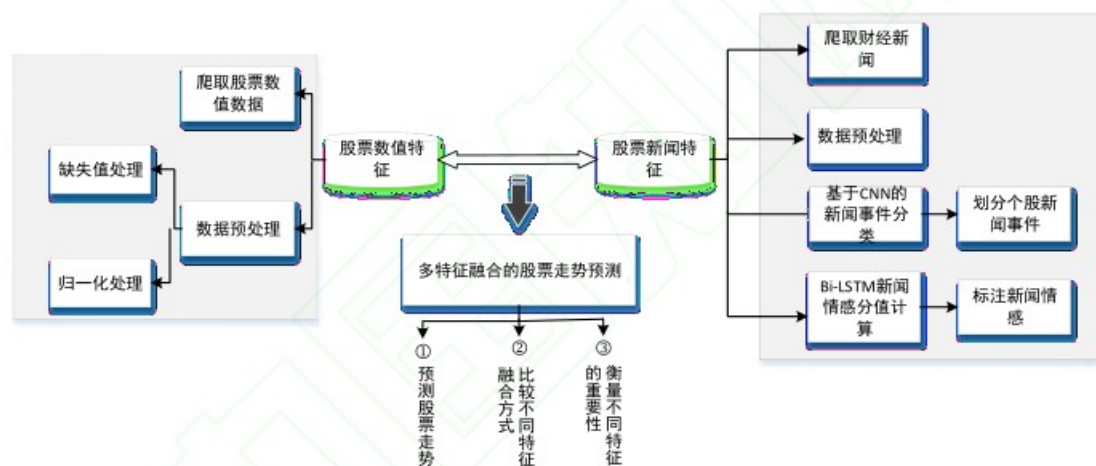 爬取股票数
值数据
缺失值处理
数据预处理
归一化处理
股票数值特
征
股票新闻特
征
多特征融合的股票走势预测
①
预测股票走势
②
比较不同特征
融合方式
③
衡量不同特征
的重要性
爬取财经新
闻
数据预处理
基于CNN的
新闻事件分
类
划分个股新
闻事件
Bi-LSTM新闻
情感分值计
算
标注新闻情
感